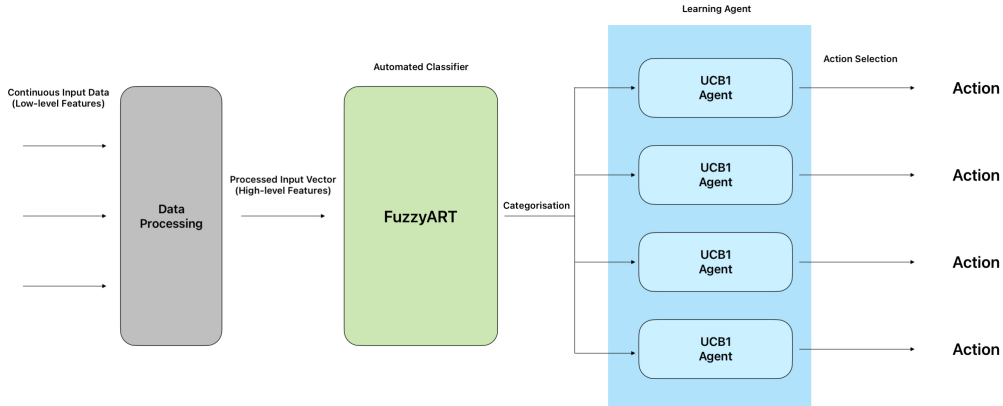 Learning Agent
Continuous Input Data
(Low-level Features)
Data
Processing
Processed Input Vector
(High-level Features)
Automated Classifier
FuzzyART
Categorisation
UCB1
Agent
UCB1
Agent
UCB1
Agent
UCB1
Agent
Action Selection
Action
Action
Action
Action